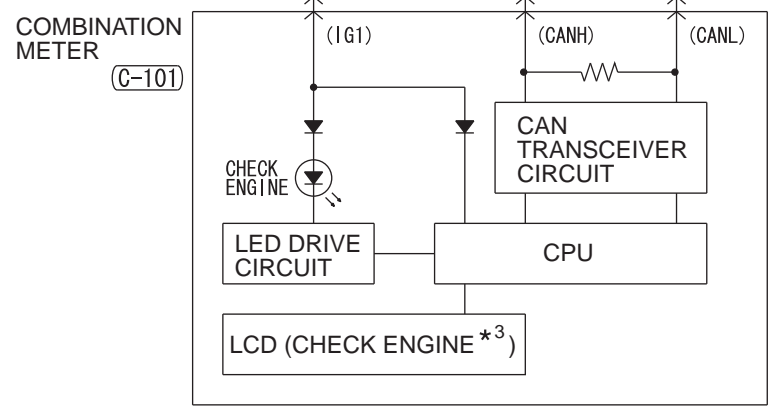 COMBINATION
METER
(C-101)
(IG1)
(CANH)
(CANL)
CAN
TRANSCEIVER
CIRCUIT
CHECK
ENGINE
LED DRIVE
CIRCUIT
CPU
LCD (CHECK ENGINE *3)